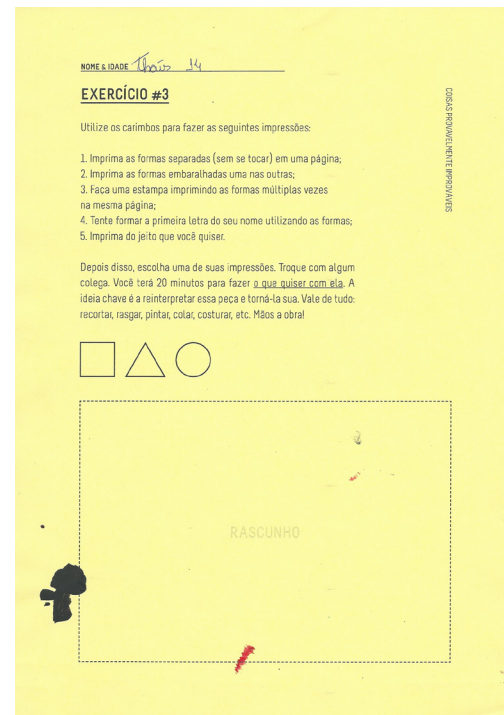 NOME & IDADE Thaís 14
EXERCÍCIO #3
COISAS PROVAVELMENTE IMPROVÁVEIS
Utilize os carimbos para fazer as seguintes impressões:
1. Imprima as formas separadas (sem se tocar) em uma página;
2. Imprima as formas embaralhadas uma nas outras;
3. Faça uma estampa imprimindo as formas múltiplas vezes
na mesma página;
4. Tente formar a primeira letra do seu nome utilizando as formas;
5. Imprima do jeito que você quiser.
Depois disso, escolha uma de suas impressões. Troque com algum
colega. Você terá 20 minutos para fazer o que quiser com ela. A
ideia chave é a reinterpretar essa peça e torná-la sua. Vale de tudo:
recortar, rasgar, pintar, colar, costurar, etc. Mãos a obra!
RASCUNHO